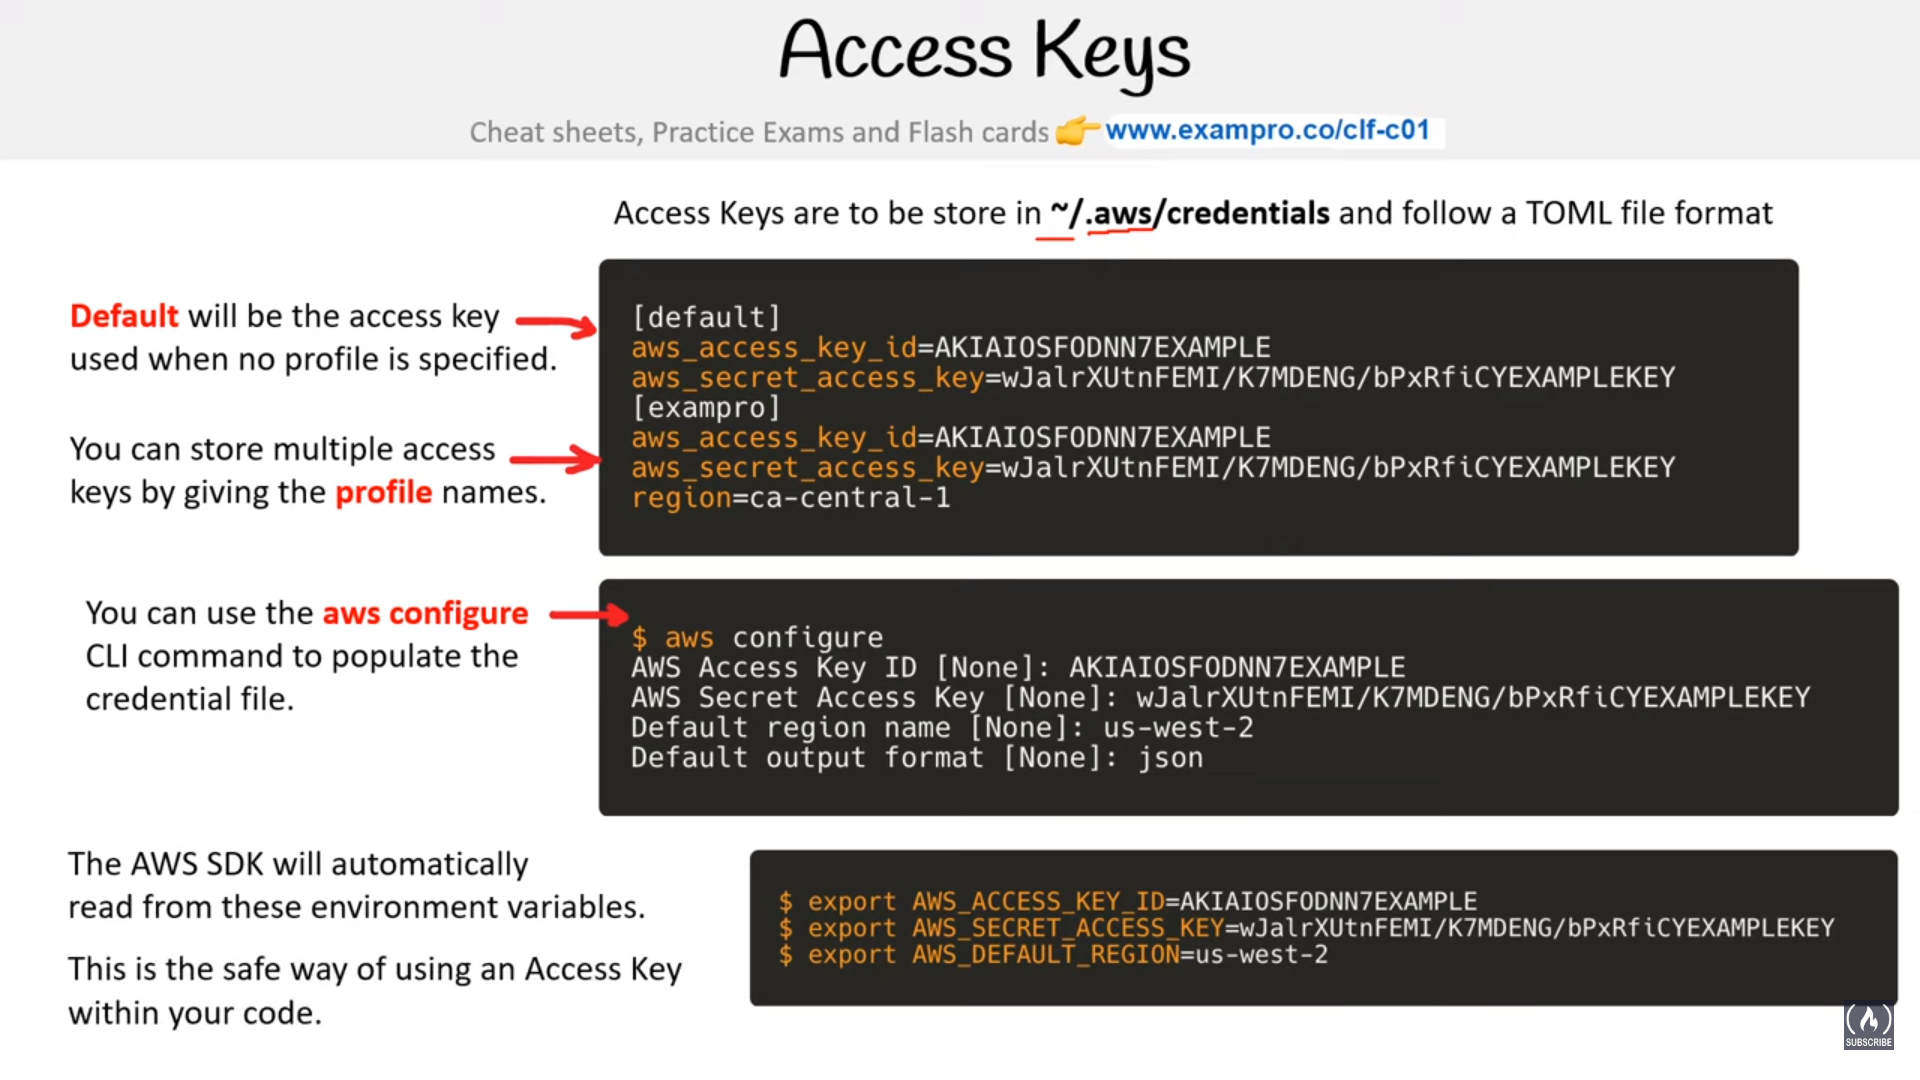 Access Keys
Cheat sheets, Practice Exams and Flash cards 👉 www.exampro.co/clf-c01
Access Keys are to be store in ~/.aws/credentials and follow a TOML file format
Default will be the access key
used when no profile is specified.
You can store multiple access
keys by giving the profile names.
[default]
aws_access_key_id=AKIAIOSFODNN7EXAMPLE
aws_secret_access_key=wJalrXUtnFEMI/K7MDENG/bPxRfiCYEXAMPLEKEY
[exampro]
aws_access_key_id=AKIAIOSFODNN7EXAMPLE
aws_secret_access_key=wJalrXUtnFEMI/K7MDENG/bPxRfiCYEXAMPLEKEY
region=ca-central-1
You can use the aws configure
CLI command to populate the
credential file.
$ aws configure
AWS Access Key ID [None]: AKIAIOSFODNN7EXAMPLE
AWS Secret Access Key [None]: wJalrXUtnFEMI/K7MDENG/bPxRfiCYEXAMPLEKEY
Default region name [None]: us-west-2
Default output format [None]: json
The AWS SDK will automatically
read from these environment variables.
This is the safe way of using an Access Key
within your code.
$ export AWS_ACCESS_KEY_ID=AKIAIOSFODNN7EXAMPLE
$ export AWS_SECRET_ACCESS_KEY=wJalrXUtnFEMI/K7MDENG/bPxRfiCYEXAMPLEKEY
$ export AWS_DEFAULT_REGION=us-west-2
SUBSCRIBE